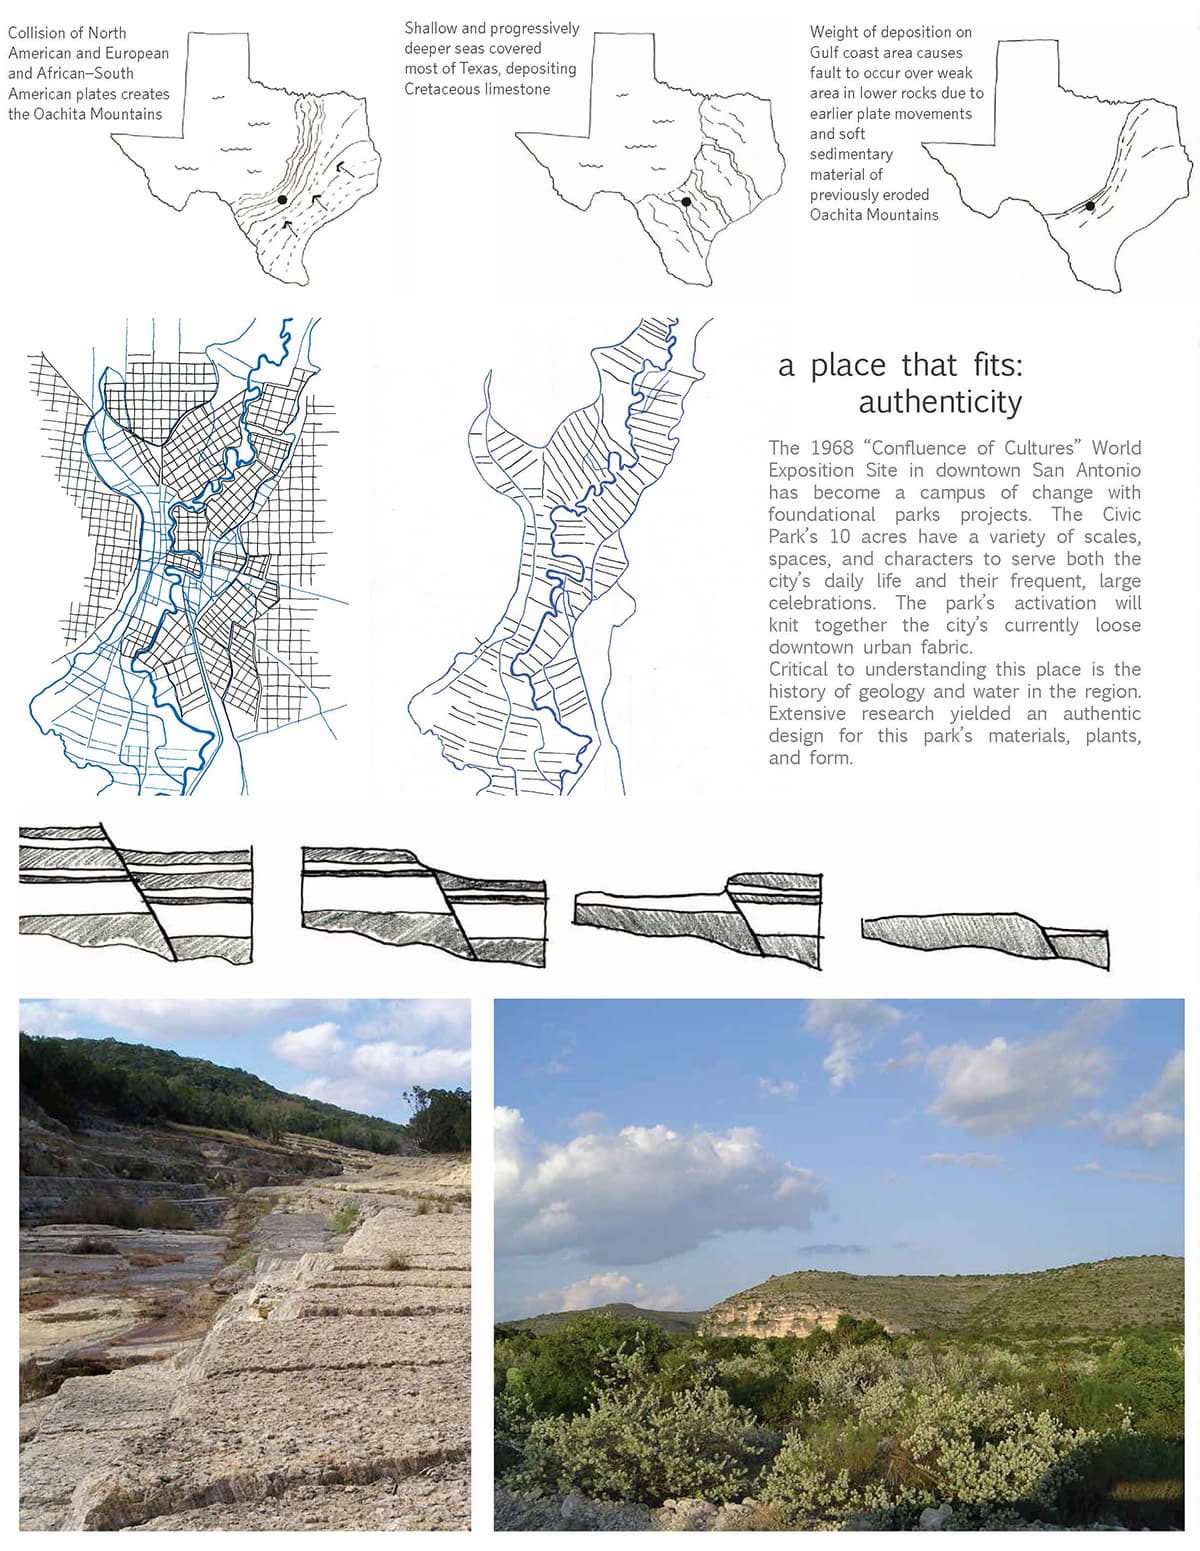 Collision of North
American and European
and African–South
American plates creates
the Oachita Mountains
Shallow and progressively
deeper seas covered
most of Texas, depositing
Cretaceous limestone
Weight of deposition on
Gulf coast area causes
fault to occur over weak
area in lower rocks due to
earlier plate movements
and soft
sedimentary
material of
previously eroded
Oachita Mountains
a place that fits:
authenticity
The 1968 “Confluence of Cultures” World
Exposition Site in downtown San Antonio
has become a campus of change with
foundational parks projects. The Civic
Park’s 10 acres have a variety of scales,
spaces, and characters to serve both the
city’s daily life and their frequent, large
celebrations. The park’s activation will
knit together the city’s currently loose
downtown urban fabric.
Critical to understanding this place is the
history of geology and water in the region.
Extensive research yielded an authentic
design for this park’s materials, plants,
and form.